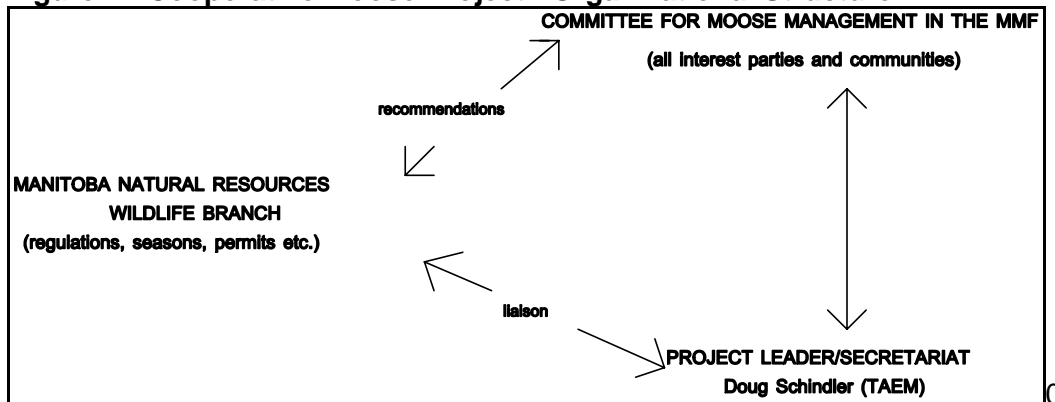 COMMITTEE FOR MOOSE MANAGEMENT IN THE MMF
(all interest parties and communities)
recommendations
MANITOBA NATURAL RESOURCES
WILDLIFE BRANCH
(regulations, seasons, permits etc.)
liaison
PROJECT LEADER/SECRETARIAT
Doug Schindler (TAEM)